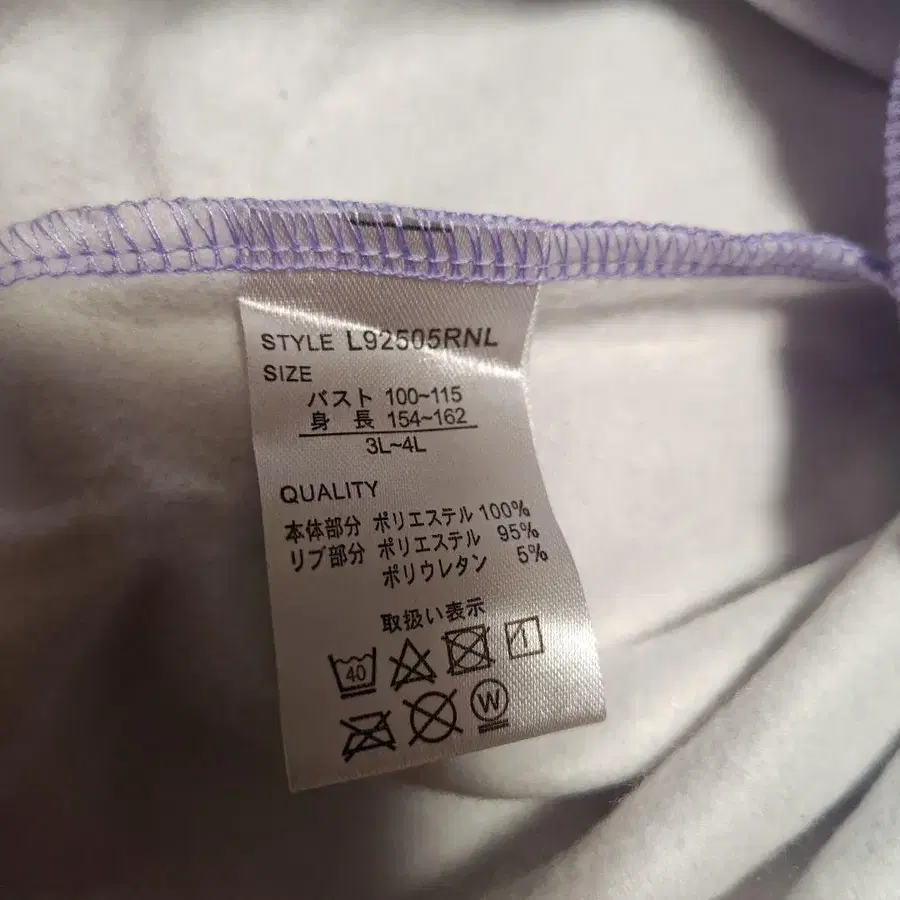 STYLE L92505RNL
SIZE
バスト 100~115
身 長 154~162
3L~4L
QUALITY
本体部分 ポリエステル 100%
リブ部分 ポリエステル 95%
ポリウレタン 5%
取扱い表示
40
W